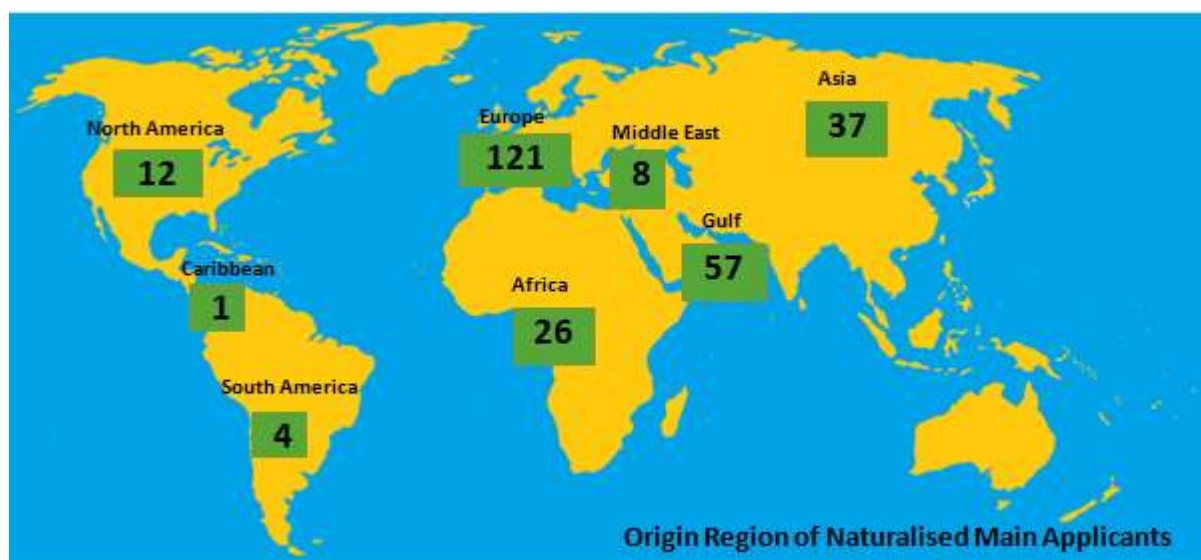 North America
12
Europe
121
Middle East
8
Asia
37
Gulf
57
Caribbean
1
Africa
26
South America
4
Origin Region of Naturalised Main Applicants